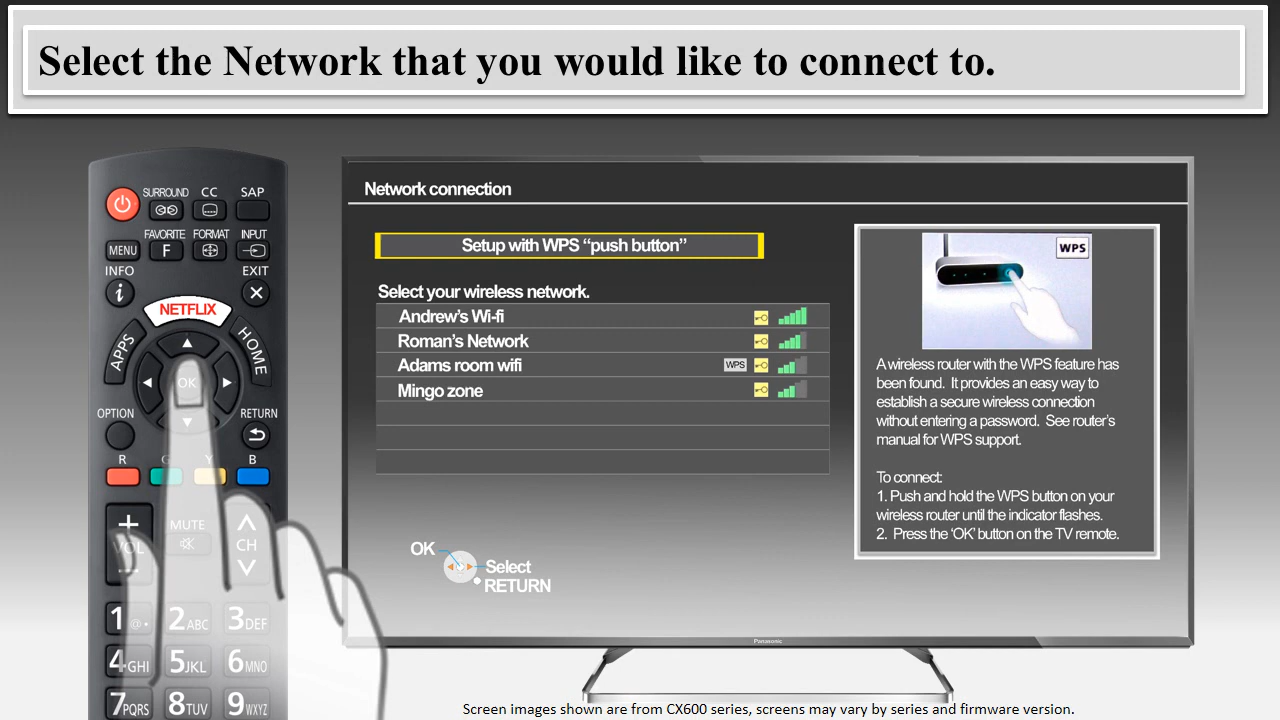 Select the Network that you would like to connect to.
SURROUND CC SAP
FAVORITE FORMAT INPUT
MENU F
INFO EXIT
i
NETFLIX
APPS HOME
OK
OPTION RETURN
R G Y B
+
MUTE
VOL CH
1@. 2ABC 3DEF
4GHI 5JKL 6MNO
7PQRS 8TUV 9WXYZ
Network connection
Setup with WPS “push button”
Select your wireless network.
Andrew’s Wi-fi
Roman’s Network
Adams room wifi WPS
Mingo zone
OK
Select
RETURN
WPS
A wireless router with the WPS feature has
been found. It provides an easy way to
establish a secure wireless connection
without entering a password. See router’s
manual for WPS support.
To connect:
1. Push and hold the WPS button on your
wireless router until the indicator flashes.
2. Press the ‘OK’ button on the TV remote.
Panasonic
Screen images shown are from CX600 series, screens may vary by series and firmware version.